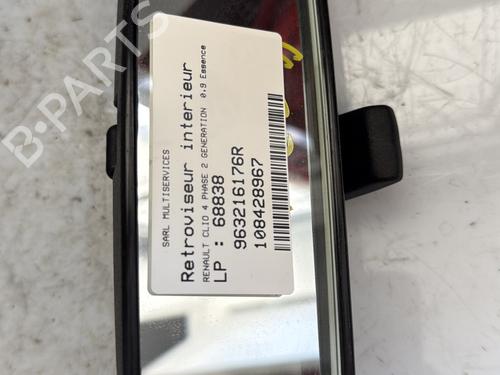 SARL MULTISERVICES
Retroviseur interieur
RENAULT CLIO 4 PHASE 2 GENERATION 0.9 Essence
LP : 68838
963216176R
108428967
B-PARTS